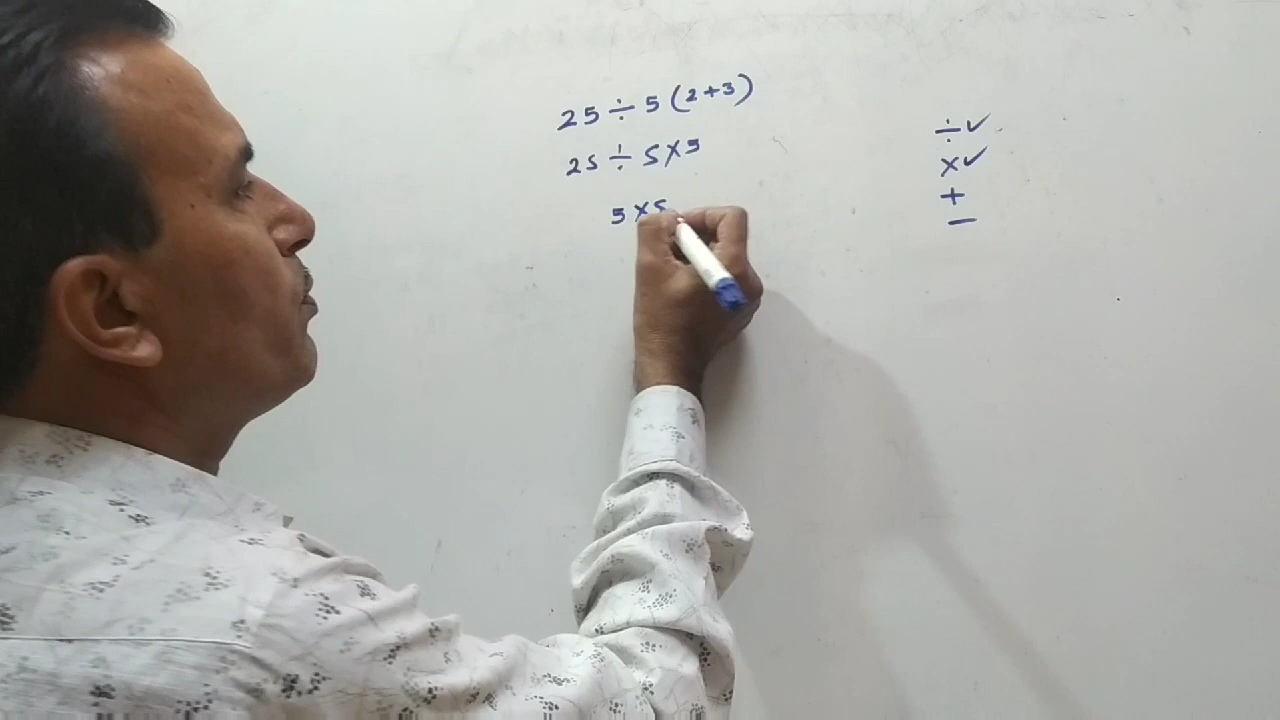 25 ÷ 5 (2+3)
25 ÷ 5 × 5
5 × 5
÷ ✓
× ✓
+
−